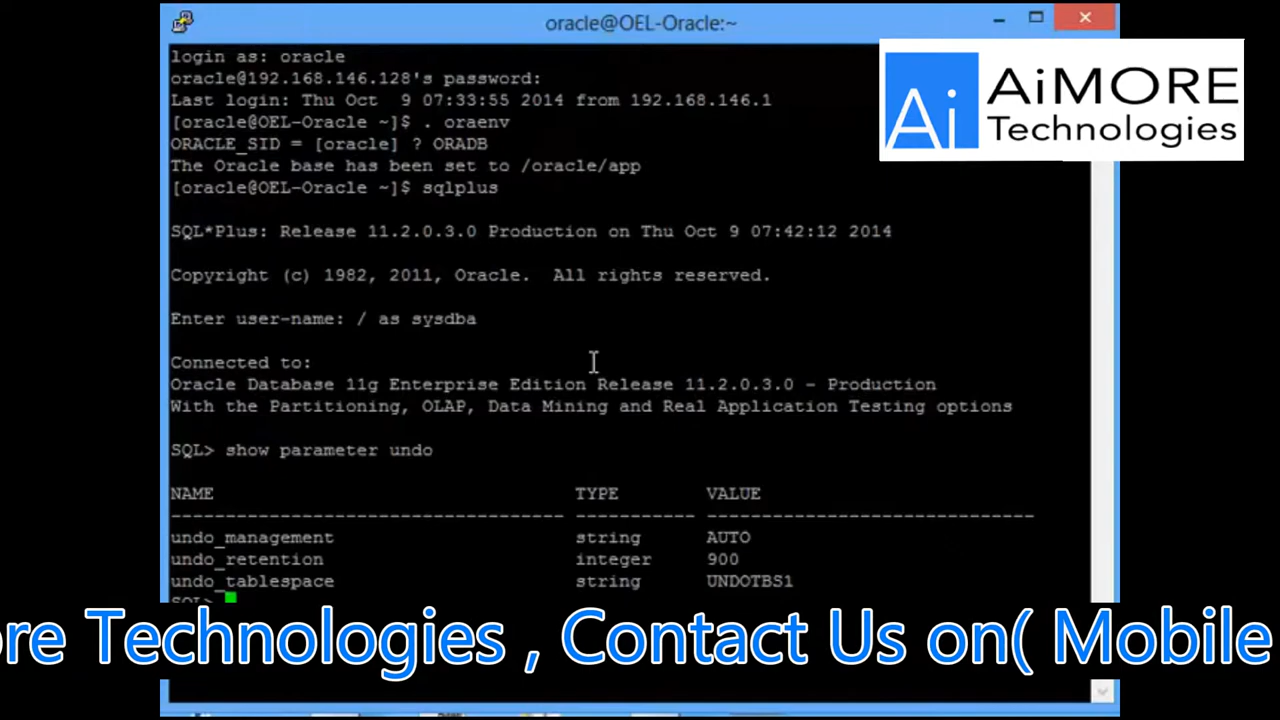 oracle@OEL-Oracle:~
login as: oracle
oracle@192.168.146.128's password:
Last login: Thu Oct  9 07:33:55 2014 from 192.168.146.1
[oracle@OEL-Oracle ~]$ . oraenv
ORACLE_SID = [oracle] ? ORADB
The Oracle base has been set to /oracle/app
[oracle@OEL-Oracle ~]$ sqlplus
SQL*Plus: Release 11.2.0.3.0 Production on Thu Oct 9 07:42:12 2014
Copyright (c) 1982, 2011, Oracle.  All rights reserved.
Enter user-name: / as sysdba
Connected to:
Oracle Database 11g Enterprise Edition Release 11.2.0.3.0 - Production
With the Partitioning, OLAP, Data Mining and Real Application Testing options
SQL> show parameter undo
NAME TYPE VALUE
------------------------------------ ----------- ------------------------------
undo_management string AUTO
undo_retention integer 900
undo_tablespace string UNDOTBS1
SQL>
Ai AiMORE
Technologies
ore Technologies , Contact Us on( Mobile